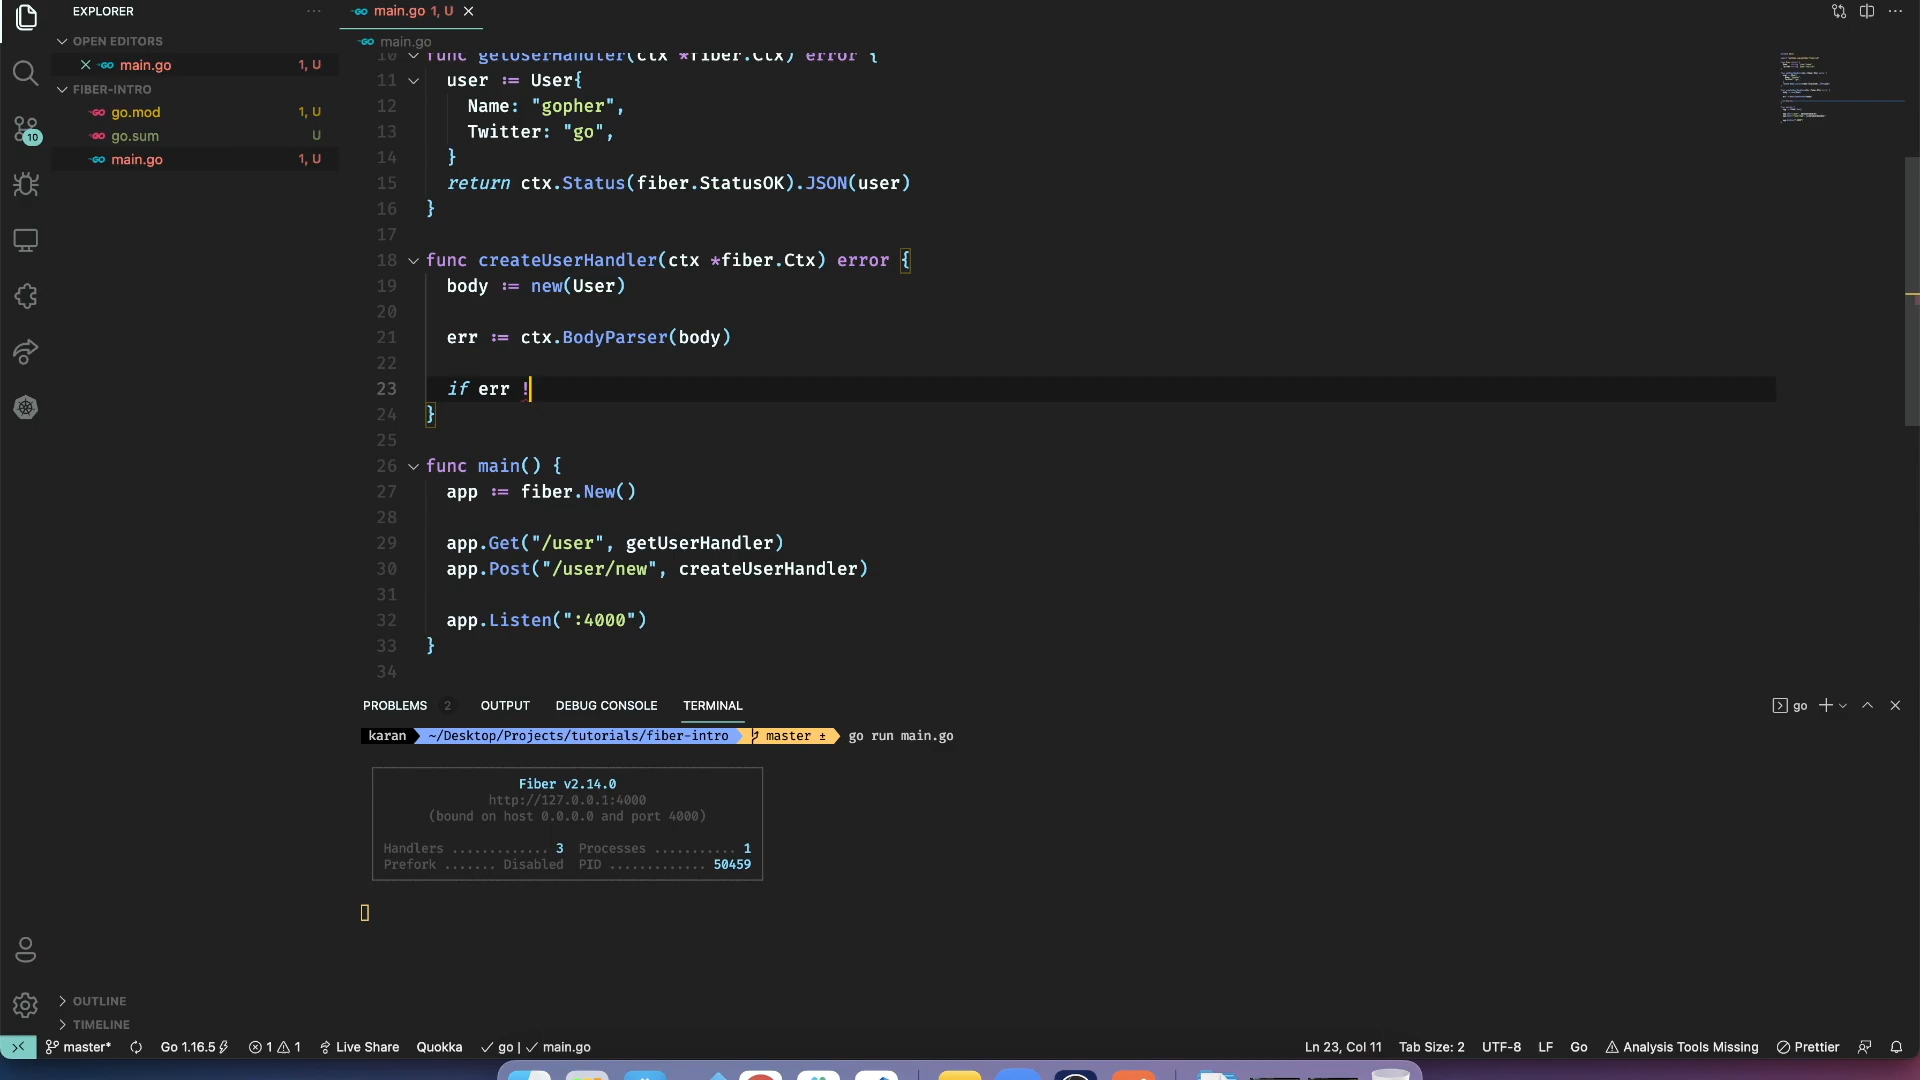 EXPLORER
OPEN EDITORS
main.go 1, U
FIBER-INTRO
go.mod 1, U
go.sum U
main.go 1, U
10
OUTLINE
TIMELINE
main.go 1, U
main.go
10 func getUserHandler(ctx *fiber.Ctx) error {
11 user := User{
12 Name: "gopher",
13 Twitter: "go",
14 }
15 return ctx.Status(fiber.StatusOK).JSON(user)
16 }
17
18 func createUserHandler(ctx *fiber.Ctx) error {
19 body := new(User)
20
21 err := ctx.BodyParser(body)
22
23 if err !
24 }
25
26 func main() {
27 app := fiber.New()
28
29 app.Get("/user", getUserHandler)
30 app.Post("/user/new", createUserHandler)
31
32 app.Listen(":4000")
33 }
34
PROBLEMS 2 OUTPUT DEBUG CONSOLE TERMINAL go
karan ~/Desktop/Projects/tutorials/fiber-intro master ± go run main.go
Fiber v2.14.0
http://127.0.0.1:4000
(bound on host 0.0.0.0 and port 4000)
Handlers ............. 3 Processes ........... 1
Prefork ....... Disabled PID ............. 50459
master* Go 1.16.5 1 1 Live Share Quokka go | main.go Ln 23, Col 11 Tab Size: 2 UTF-8 LF Go Analysis Tools Missing Prettier